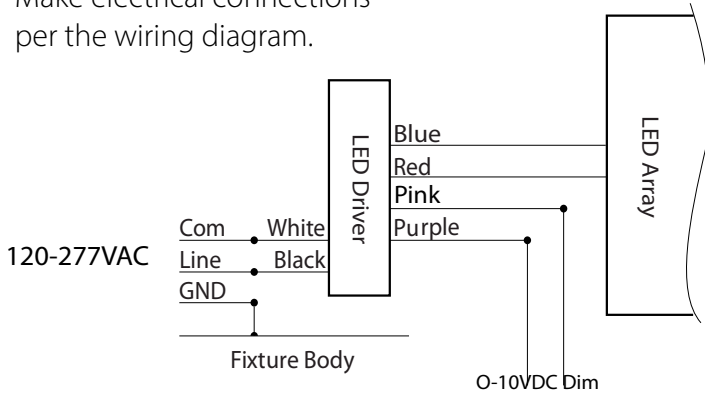 Make electrical connections
per the wiring diagram.
Blue
Red
Pink
Purple
LED Driver
LED Array
Com
White
120-277VAC
Line
Black
GND
Fixture Body
O-10VDC Dim